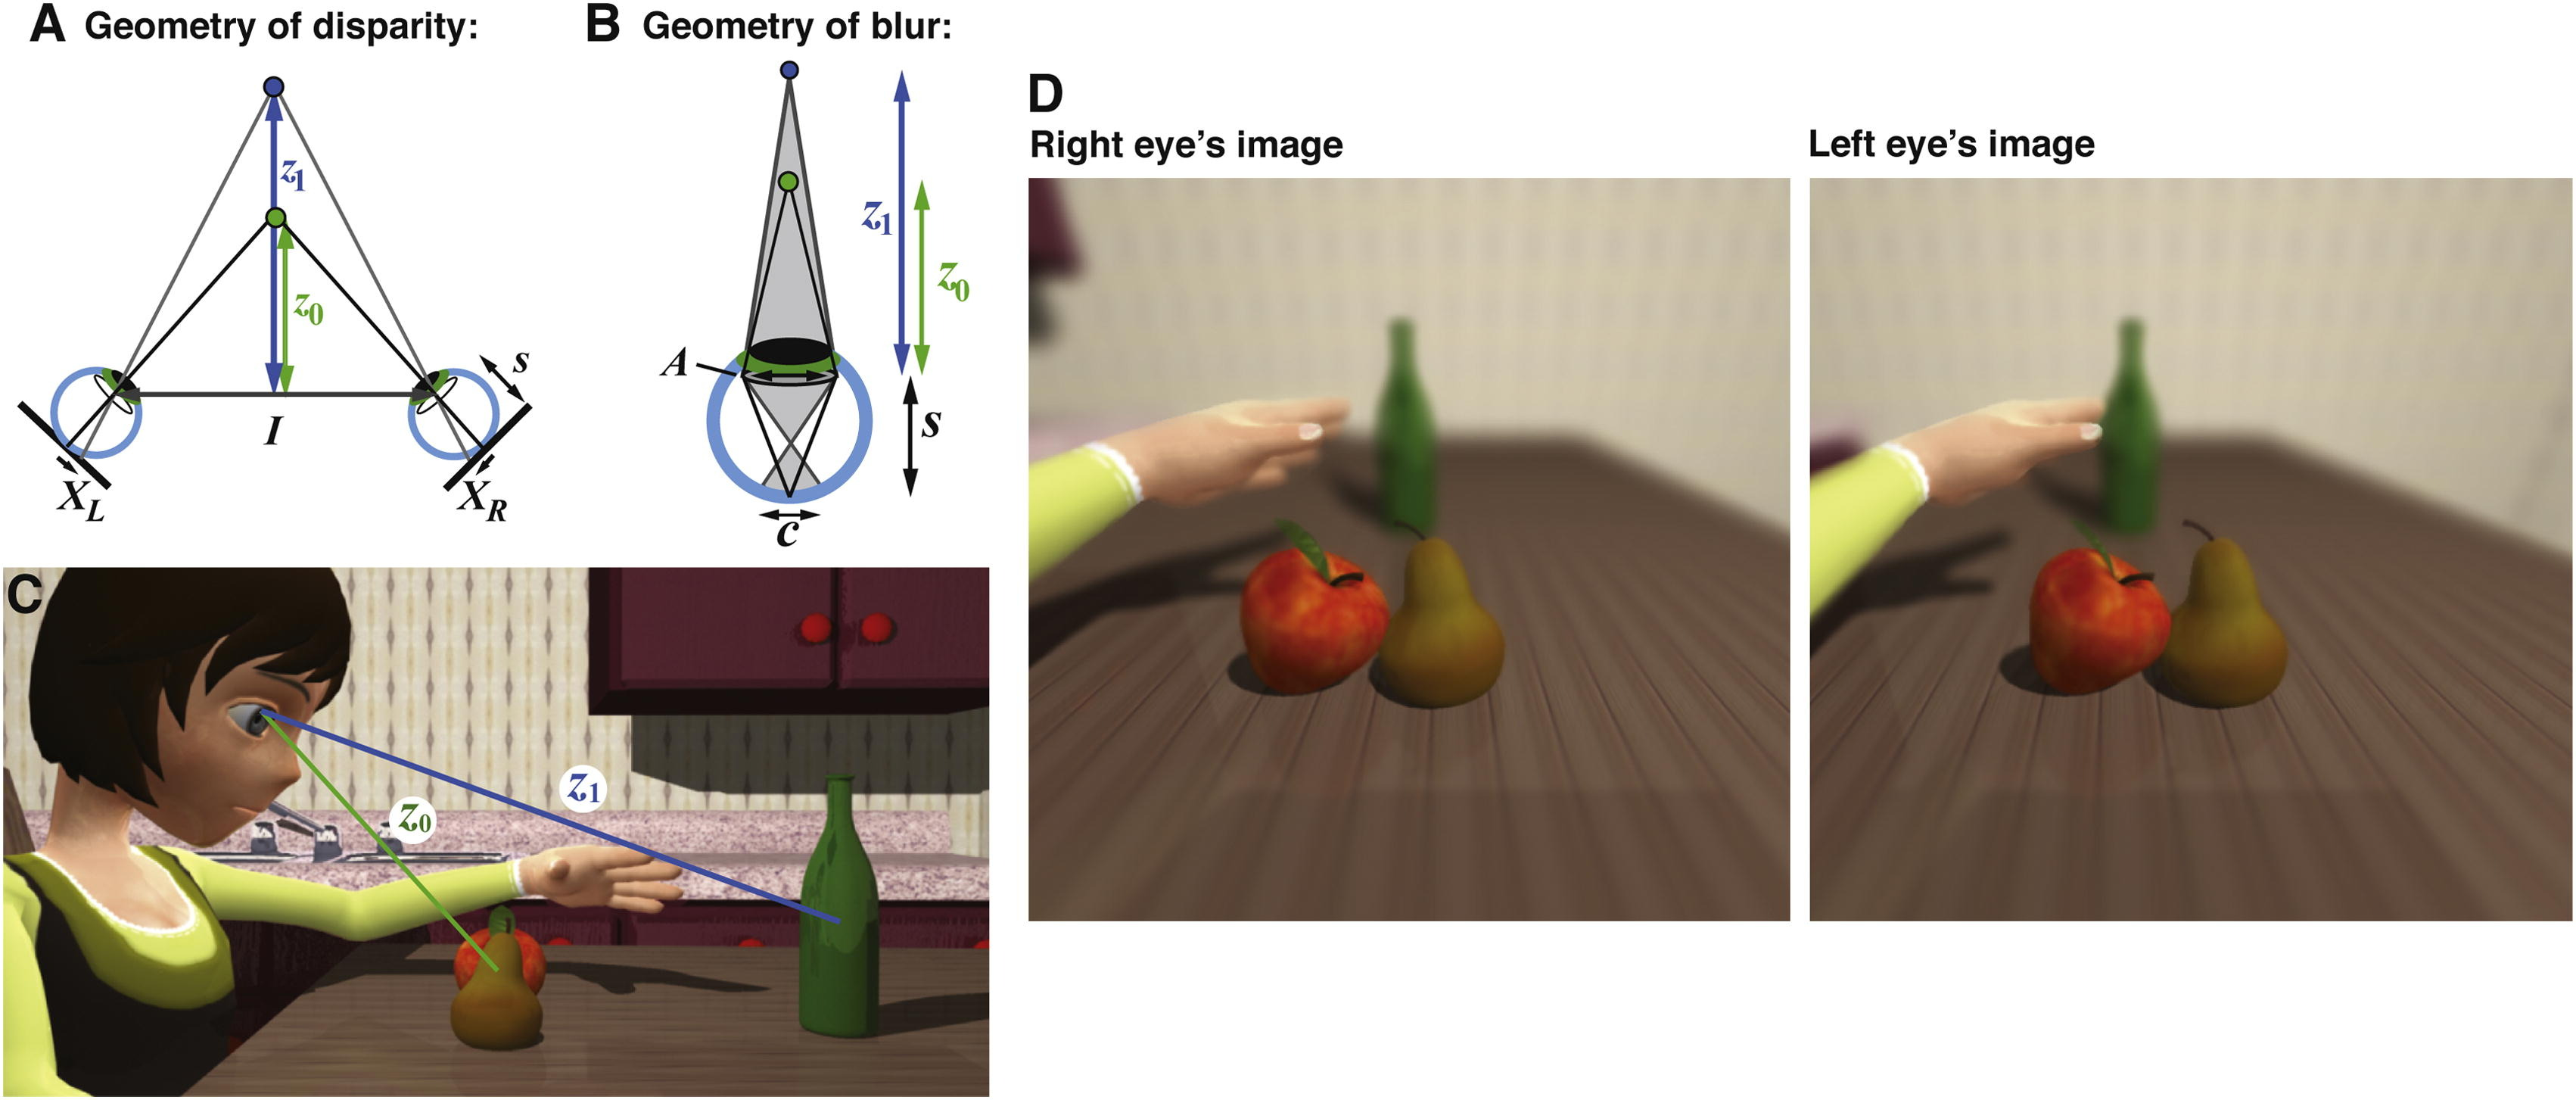 A Geometry of disparity:
z1
z0
s
I
XL
XR
B Geometry of blur:
z1
z0
A
s
c
C
z0
z1
D
Right eye's image
Left eye's image